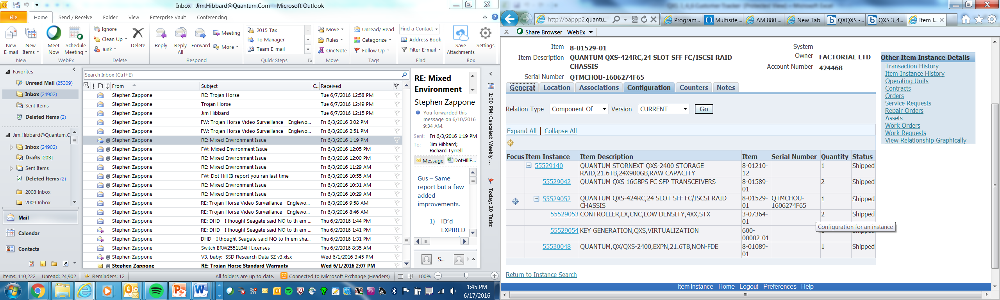 Inbox - Jim.Hibbard@Quantum.Com - Microsoft Outlook
File Home Send / Receive Folder View Enterprise Vault Conferencing
New E-mail
New Items
Meet Now
Schedule Meeting
Ignore
Clean Up
Junk
Delete
Reply
Reply All
Forward
Meeting
More
2015 Tax
To Manager
Team E-mail
Move
Rules
OneNote
Unread/ Read
Categorize
Follow Up
Find a Contact
Address Book
Filter E-mail
Save Attachments
Settings
New WebEx Delete Respond Quick Steps Move Tags Find Box
Favorites
Unread Mail (25309)
Inbox (24902)
Sent Items
Deleted Items (2)
Jim.Hibbard@Quantum.C
Inbox (24902)
Drafts [203]
Sent Items
Deleted Items (2)
2008 Inbox
2009 Inbox
Mail
Calendar
Contacts
Search Inbox (Ctrl+E)
! From Subject C.. Received
Stephen Zappone RE: Trojan Horse Tue 6/7/2016 12:58 PM
Stephen Zappone Trojan Horse Tue 6/7/2016 12:49 PM
Stephen Zappone Jim Hibbard Tue 6/7/2016 12:15 PM
Stephen Zappone FW: Trojan Horse Video Surveillance - Englewo... Fri 6/3/2016 3:02 PM
Stephen Zappone FW: Trojan Horse Video Surveillance - Englewo... Fri 6/3/2016 2:51 PM
Stephen Zappone RE: Mixed Environment Issue Fri 6/3/2016 1:19 PM
Stephen Zappone FW: Mixed Environment Issue Fri 6/3/2016 12:05 PM
Stephen Zappone RE: Mixed Environment Issue Fri 6/3/2016 12:00 PM
Stephen Zappone RE: Mixed Environment Issue Fri 6/3/2016 11:29 AM
Stephen Zappone FW: Dot Hill IB report you ran last time Fri 6/3/2016 10:55 AM
Stephen Zappone RE: Mixed Environment Issue Fri 6/3/2016 10:31 AM
Stephen Zappone RE: Mixed Environment Issue Fri 6/3/2016 10:29 AM
Stephen Zappone RE: Trojan Horse Video Surveillance - Englewo... Fri 6/3/2016 9:58 AM
Stephen Zappone RE: Trojan Horse Video Surveillance - Englewo... Fri 6/3/2016 8:46 AM
Stephen Zappone RE: DHD - I thought Seagate said NO to th em ... Thu 6/2/2016 1:44 PM
Stephen Zappone RE: DHD - I thought Seagate said NO to th em ... Thu 6/2/2016 1:41 PM
Stephen Zappone DHD - I thought Seagate said NO to th em sha... Thu 6/2/2016 1:31 PM
Stephen Zappone Switch BRW2551L04H Licenses Thu 6/2/2016 8:35 AM
Stephen Zappone V3, baby: SSD Research Data SZ v3.xlsx Wed 6/1/2016 3:45 PM
Stephen Zappone RE: Trojan Horse Standard Warranty Wed 6/1/2016 2:07 PM
RE: Mixed
Environment
Stephen Zappone
You forwarded this
message on 6/10/2016
9:34 AM.
Sent: Fri 6/3/2016 1:19 PM
To: Jim Hibbard;
Richard Tyrrell
Message DotHIllE...
Gus – Same
report but a few
added
improvements.
1) ID'd
EXPIRED
S...
1:00 PM: Canceled: Weekly ...
Today: 10 Tasks
Items: 110,222 Unread: 24,902 Reminders: 12 All folders are up to date. Connected to Microsoft Exchange (Headers) 100%
1:45 PM
6/17/2016
http://oappp2.quantu... Program... Multisite,... AM 880 ... New Tab QXQXS -... QXS 3_4... Item I...
x Share Browser WebEx
Item 8-01529-01
Item Description QUANTUM QXS-424RC,24 SLOT SFF FC/ISCSI RAID
CHASSIS
Serial Number QTMCHOU-1606274F65
System
Owner FACTORIAL LTD
Account Number 424468
General Location Associations Configuration Counters Notes
Relation Type Component Of Version CURRENT Go
Expand All | Collapse All
Focus Item Instance Item Description Item Serial Number Quantity Status
55529140 QUANTUM STORNEXT QXS-2400 STORAGE RAID,21.6TB,24X900GB,RAW CAPACITY 8-01210-12 1 Shipped
55529042 QUANTUM QXS 16GBPS FC SFP TRANSCEIVERS 8-01589-01 2 Shipped
55529052 QUANTUM QXS-424RC,24 SLOT SFF FC/ISCSI RAID CHASSIS 8-01529-01 QTMCHOU-1606274F65 1 Shipped
55529053 CONTROLLER,LX,CNC,LOW DENSITY,4XX,STX 3-07364-01 2 Shipped
Configuration for an instance
55529054 KEY GENERATION,QXS,VIRTUALIZATION 600-00002-01 1 Shipped
55530048 QUANTUM,QX/QXS-2400,EXPN,21.6TB,NON-FDE 8-01089-01 1 Shipped
Return to Instance Search
Other Item Instance Details
Transaction History
Item Instance History
Operating Units
Contracts
Orders
Service Requests
Repair Orders
Assets
Work Orders
Work Requests
View Relationship Graphically
Item Instance Home Logout Preferences Help